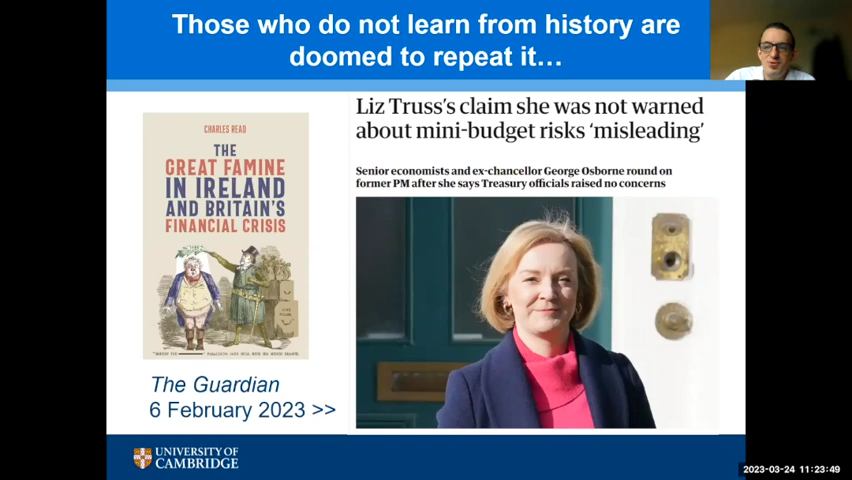 Those who do not learn from history are
doomed to repeat it…
CHARLES READ
THE
GREAT FAMINE
IN IRELAND
AND BRITAIN'S
FINANCIAL CRISIS
The Guardian
6 February 2023 >>
Liz Truss's claim she was not warned
about mini-budget risks 'misleading'
Senior economists and ex-chancellor George Osborne round on
former PM after she says Treasury officials raised no concerns
UNIVERSITY OF
CAMBRIDGE
2023-03-24 11:23:49